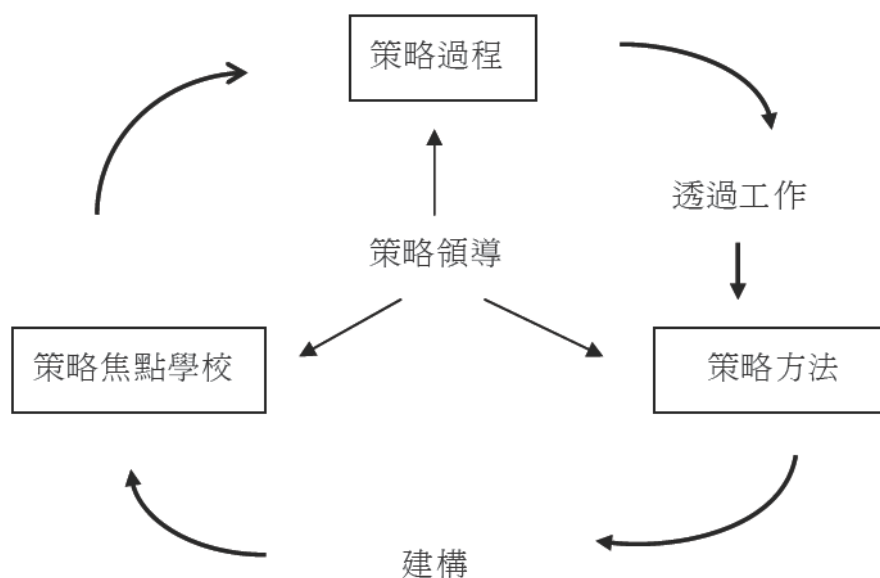 策略過程
透過工作
策略領導
策略焦點學校
策略方法
建構